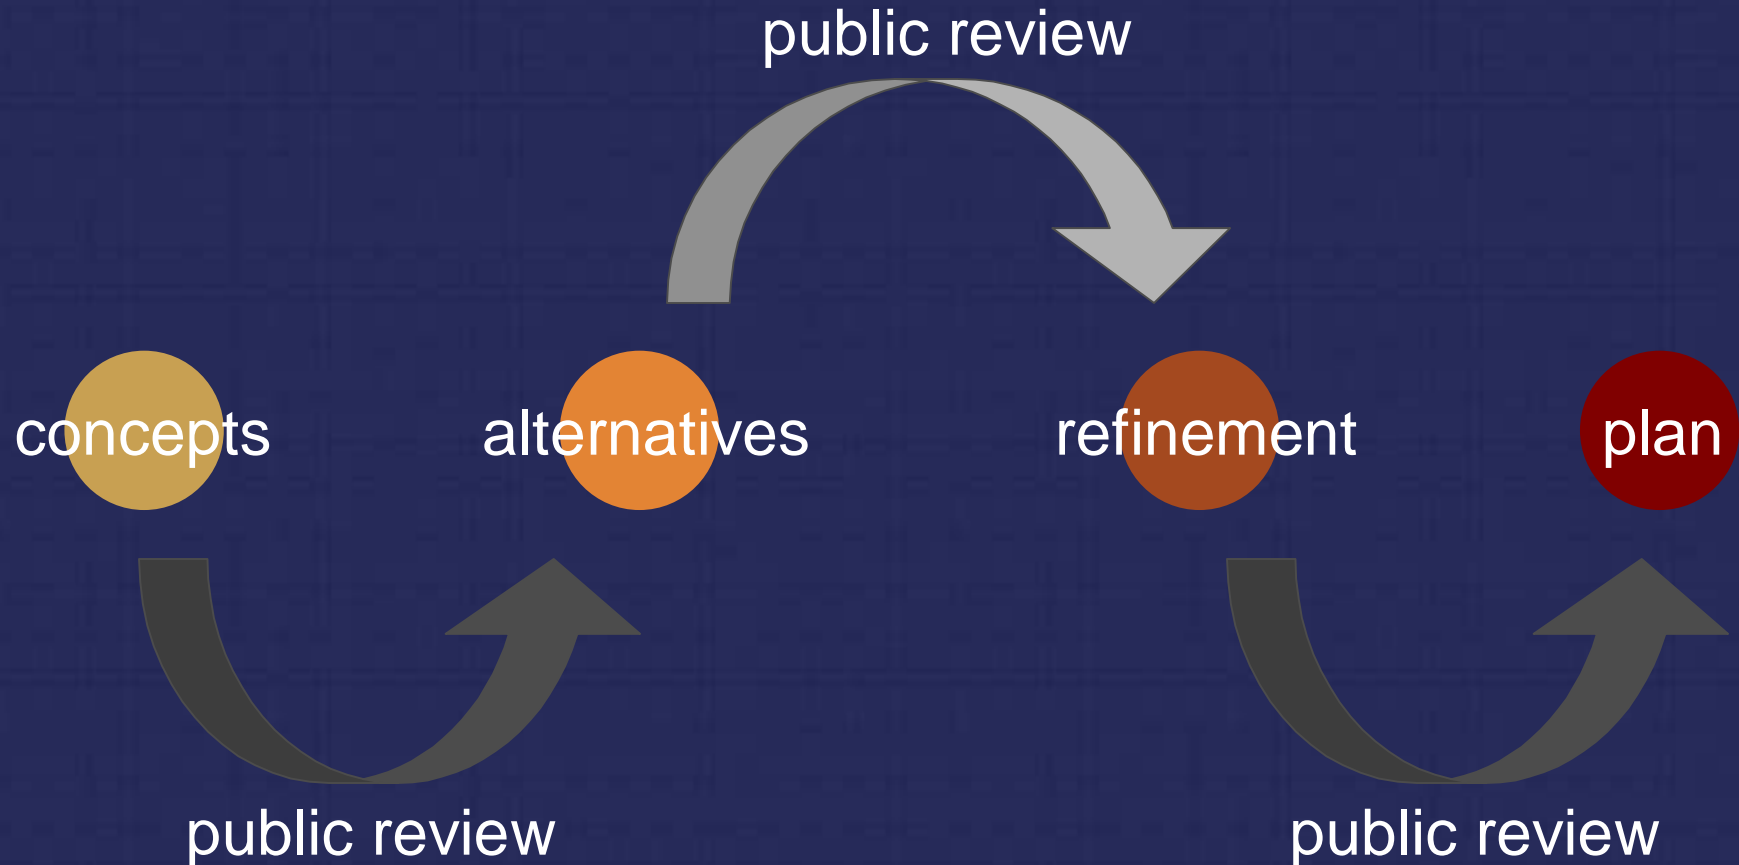 public review
concepts
alternatives
refinement
plan
public review
public review